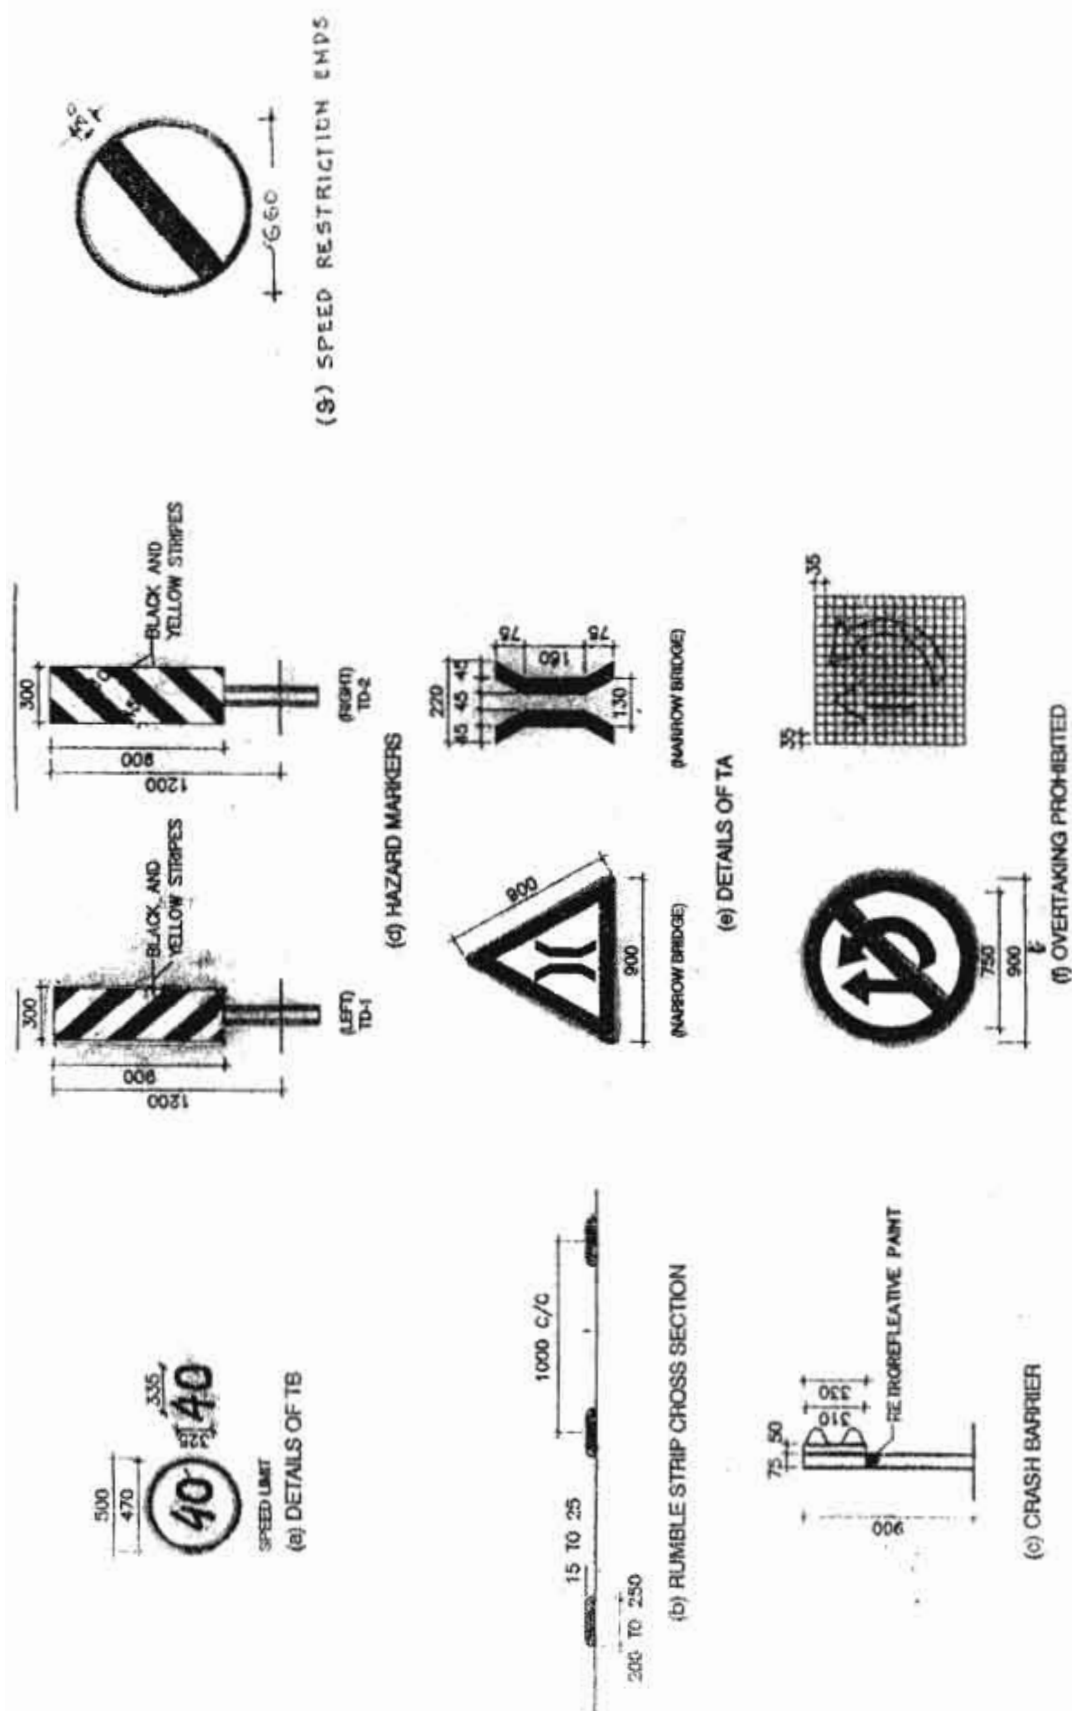 500
470
335
40
40
SPEED LIMIT
(a) DETAILS OF TB
1000 C/C
15 TO 25
200 TO 250
(b) RUMBLE STRIP CROSS SECTION
75 50
310
330
900
RETROREFLEATIVE PAINT
(c) CRASH BARRIER
300
900
1200
BLACK AND
YELLOW STRIPES
(LEFT)
TD-1
300
900
1200
BLACK AND
YELLOW STRIPES
(RIGHT)
TD-2
(d) HAZARD MARKERS
900
900
(NARROW BRIDGE)
220
45 45 45
75
75
130
(NARROW BRIDGE)
(e) DETAILS OF TA
750
900
35
35
(f) OVERTAKING PROHIBITED
660
(g) SPEED RESTRICTION ENDS